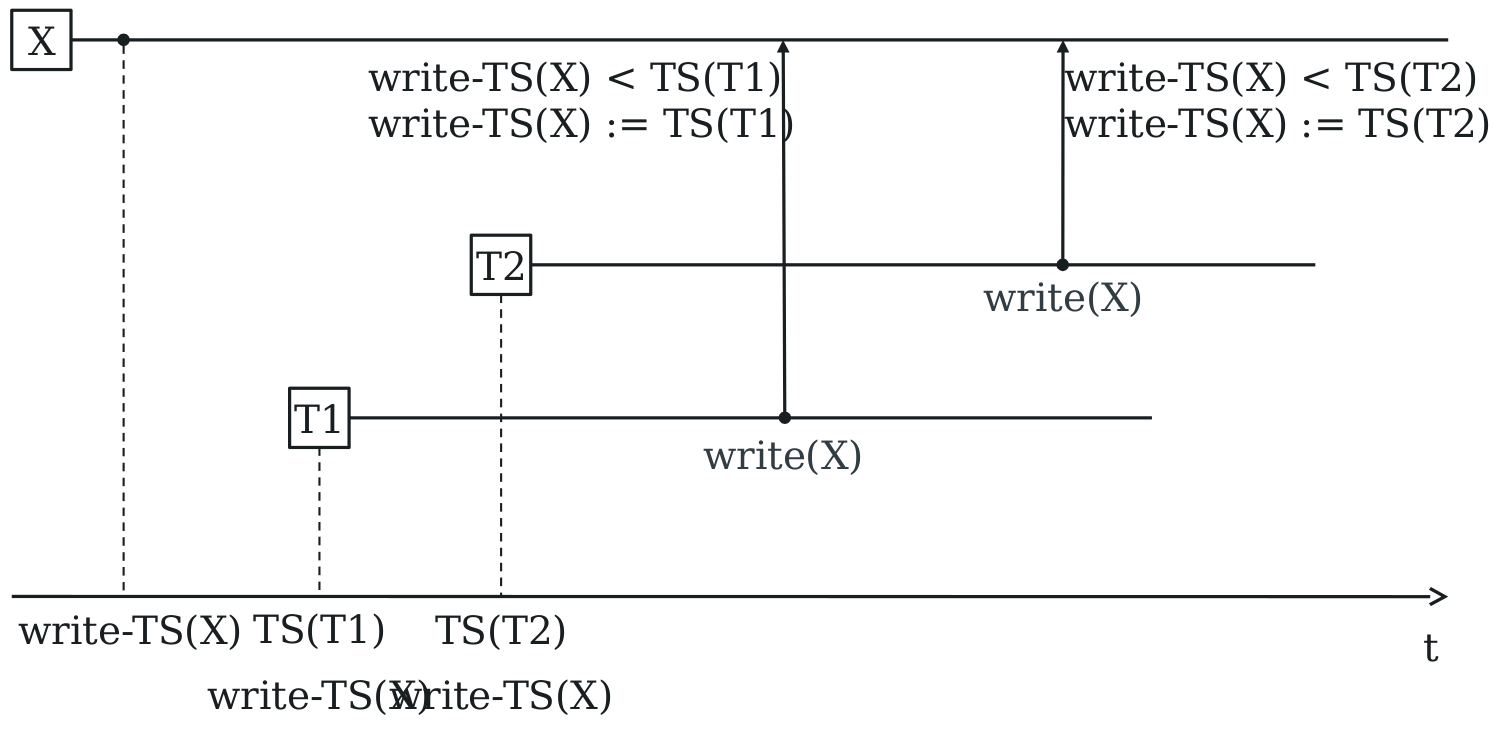 X
write-TS(X) < TS(T1)
write-TS(X) := TS(T1)
write-TS(X) < TS(T2)
write-TS(X) := TS(T2)
T2
write(X)
T1
write(X)
write-TS(X)
TS(T1)
TS(T2)
t
write-TS(X)
write-TS(X)